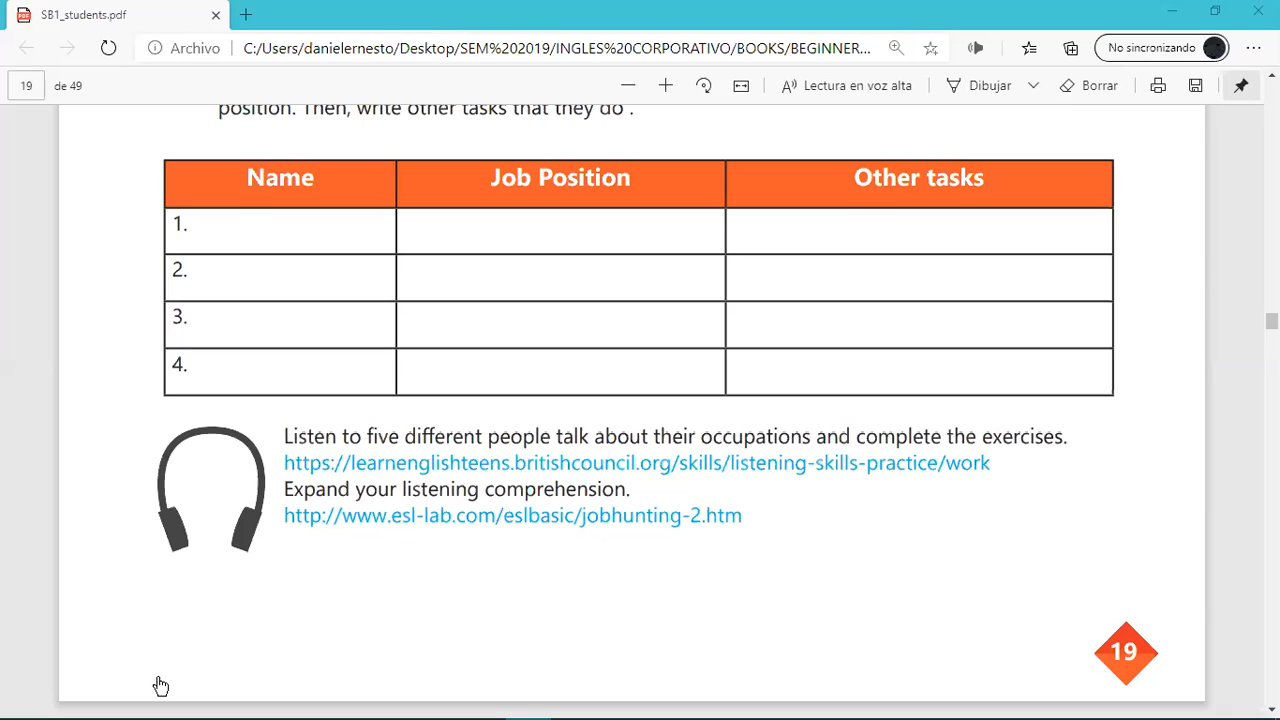 SB1_students.pdf
Archivo C:/Users/danielernesto/Desktop/SEM%202019/INGLES%20CORPORATIVO/BOOKS/BEGINNER... No sincronizando
19 de 49 Lectura en voz alta Dibujar Borrar
position. Then, write other tasks that they do .
Name Job Position Other tasks
1.
2.
3.
4.
Listen to five different people talk about their occupations and complete the exercises.
https://learnenglishteens.britishcouncil.org/skills/listening-skills-practice/work
Expand your listening comprehension.
http://www.esl-lab.com/eslbasic/jobhunting-2.htm
19